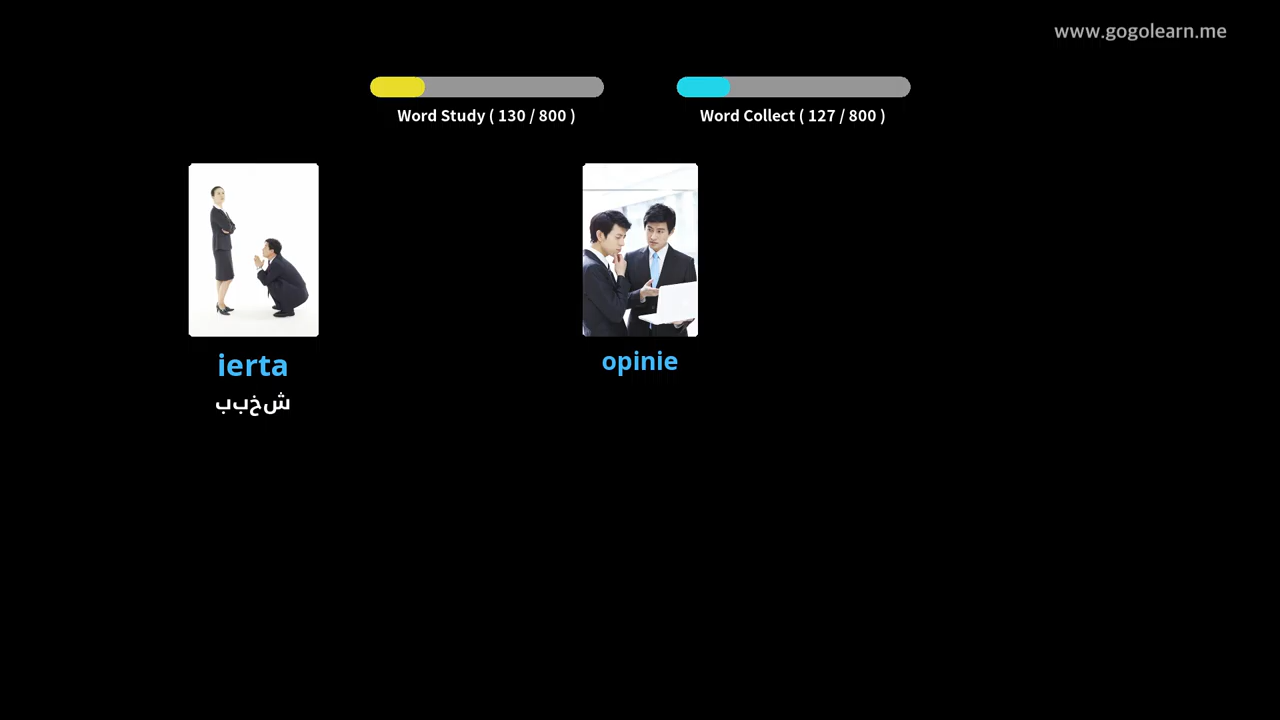 www.gogolearn.me
Word Study ( 130 / 800 )
Word Collect ( 127 / 800 )
ierta
شخبب
opinie